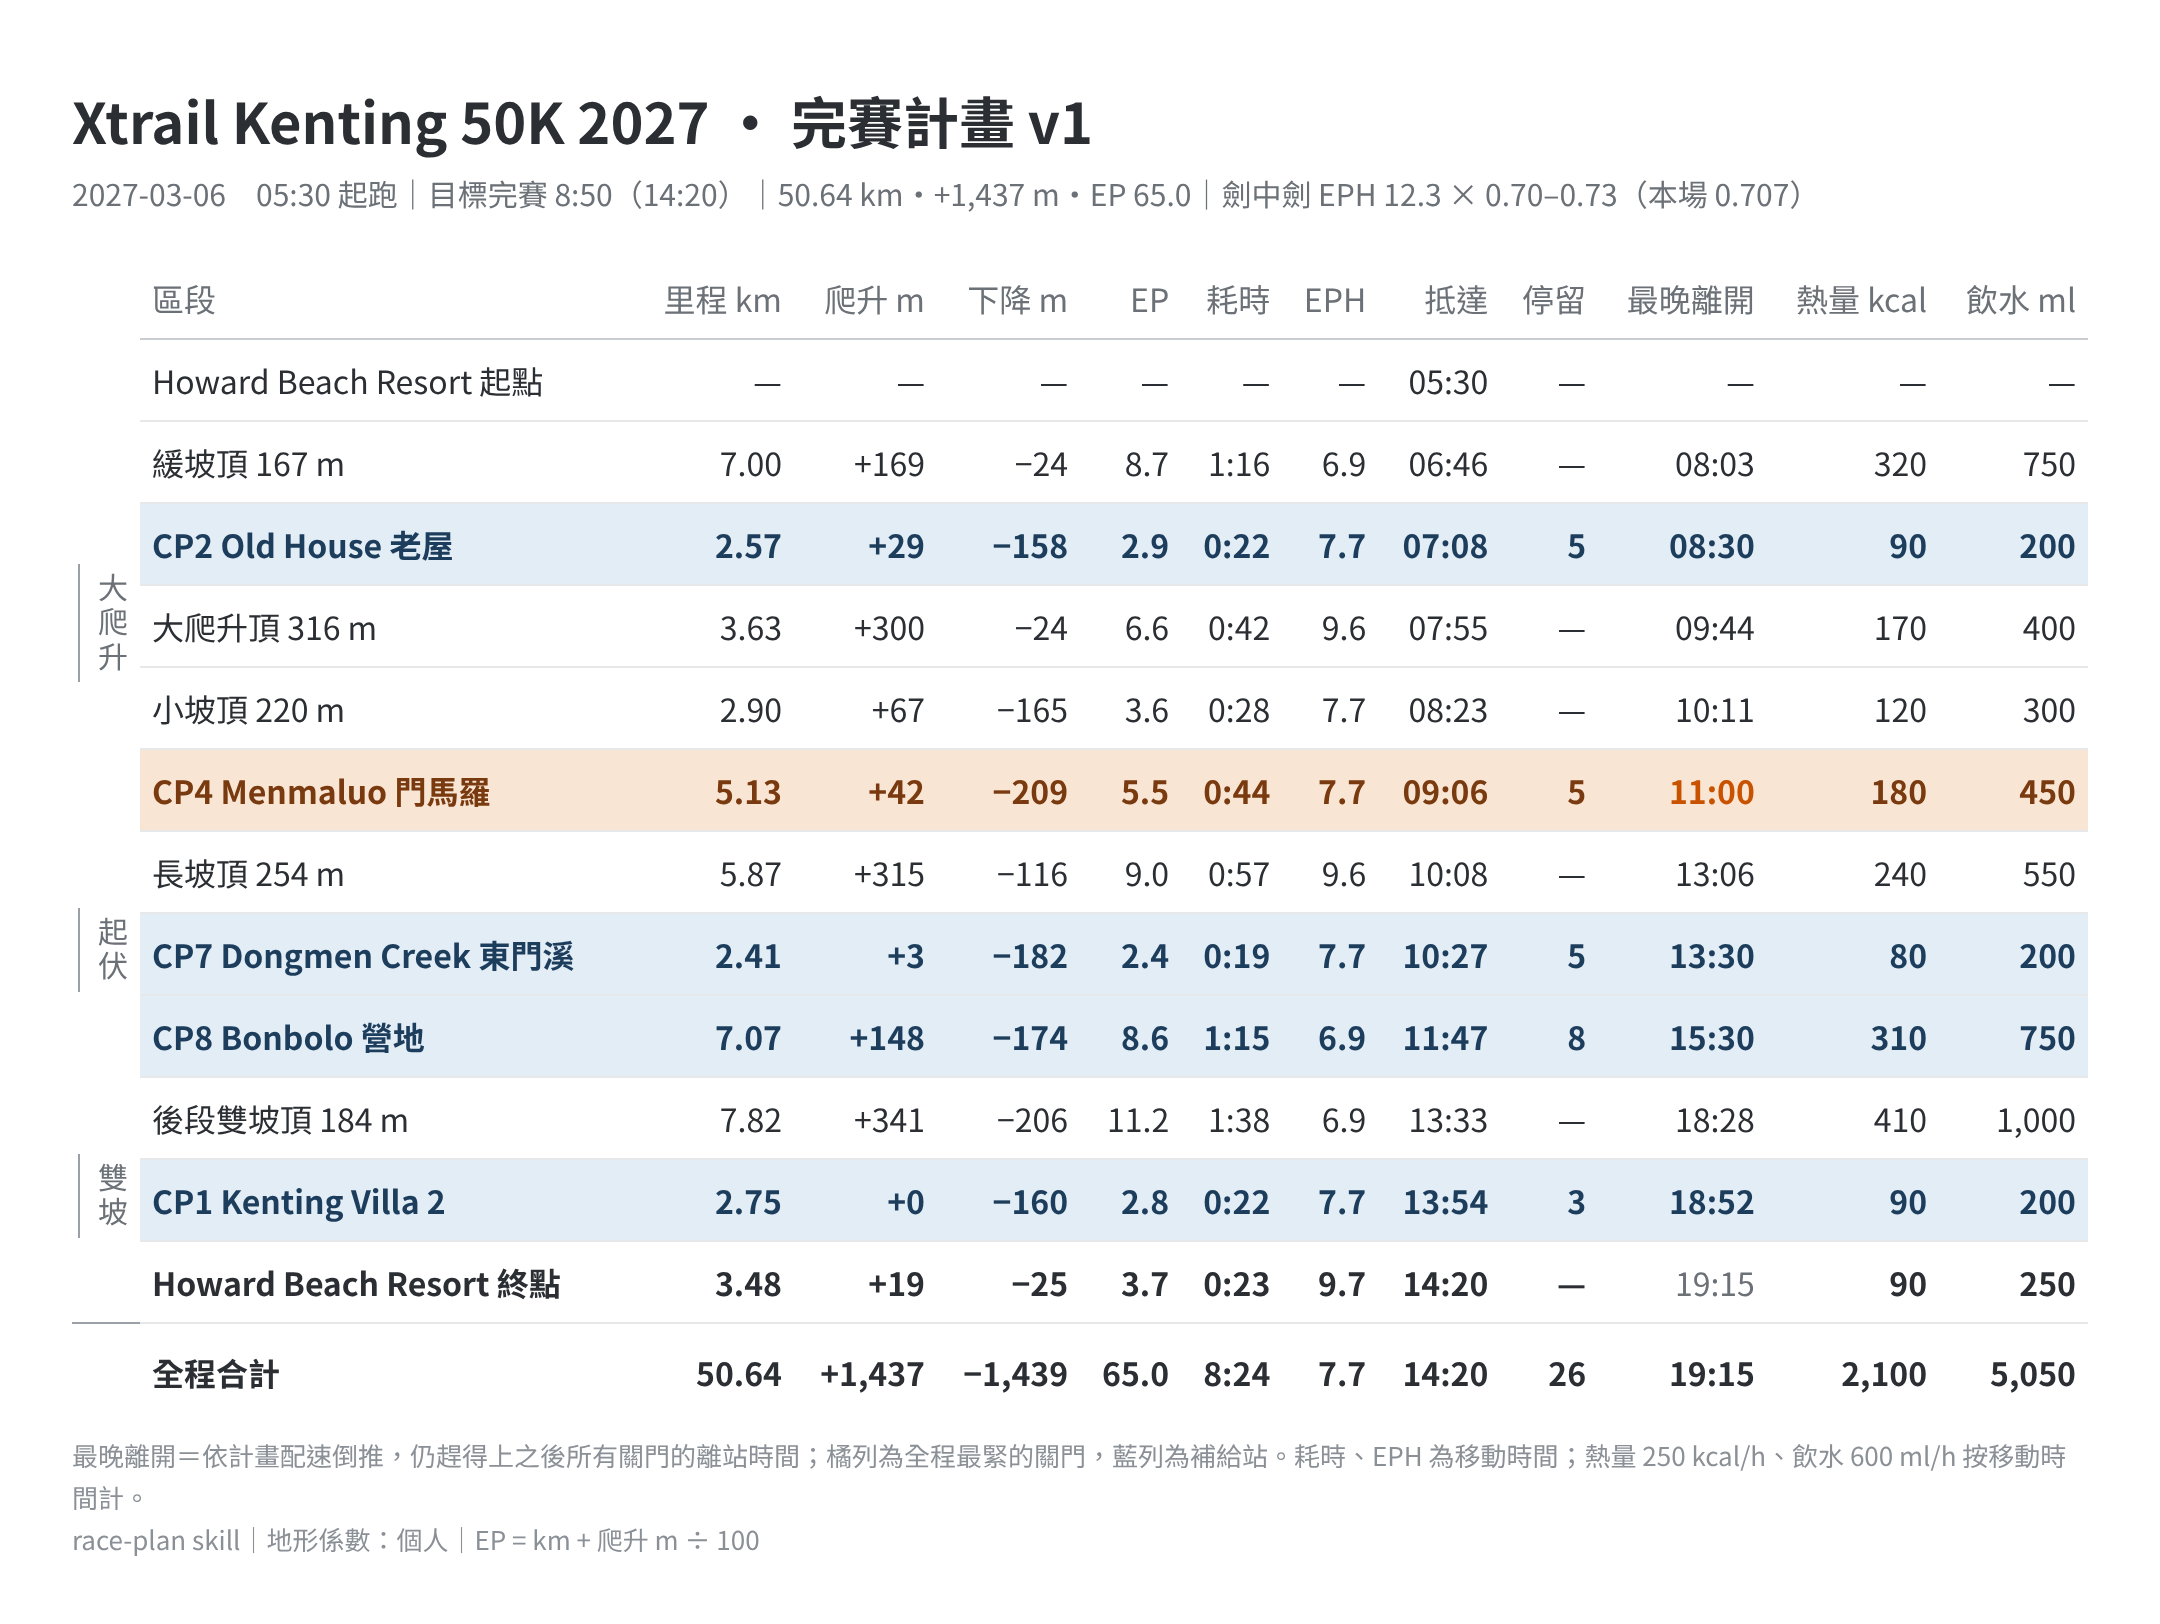 Xtrail Kenting 50K 2027 · 完賽計畫 v1
2027-03-06　05:30 起跑｜目標完賽 8:50（14:20）｜50.64 km・+1,437 m・EP 65.0｜劍中劍 EPH 12.3 × 0.70–0.73（本場 0.707）
區段 里程 km 爬升 m 下降 m EP 耗時 EPH 抵達 停留 最晚離開 熱量 kcal 飲水 ml
Howard Beach Resort 起點 — — — — — — 05:30 — — — —
緩坡頂 167 m 7.00 +169 −24 8.7 1:16 6.9 06:46 — 08:03 320 750
CP2 Old House 老屋 2.57 +29 −158 2.9 0:22 7.7 07:08 5 08:30 90 200
大爬升
大爬升頂 316 m 3.63 +300 −24 6.6 0:42 9.6 07:55 — 09:44 170 400
小坡頂 220 m 2.90 +67 −165 3.6 0:28 7.7 08:23 — 10:11 120 300
CP4 Menmaluo 門馬羅 5.13 +42 −209 5.5 0:44 7.7 09:06 5 11:00 180 450
長坡頂 254 m 5.87 +315 −116 9.0 0:57 9.6 10:08 — 13:06 240 550
起伏
CP7 Dongmen Creek 東門溪 2.41 +3 −182 2.4 0:19 7.7 10:27 5 13:30 80 200
CP8 Bonbolo 營地 7.07 +148 −174 8.6 1:15 6.9 11:47 8 15:30 310 750
後段雙坡頂 184 m 7.82 +341 −206 11.2 1:38 6.9 13:33 — 18:28 410 1,000
雙坡
CP1 Kenting Villa 2 2.75 +0 −160 2.8 0:22 7.7 13:54 3 18:52 90 200
Howard Beach Resort 終點 3.48 +19 −25 3.7 0:23 9.7 14:20 — 19:15 90 250
全程合計 50.64 +1,437 −1,439 65.0 8:24 7.7 14:20 26 19:15 2,100 5,050
最晚離開＝依計畫配速倒推，仍趕得上之後所有關門的離站時間；橘列為全程最緊的關門，藍列為補給站。耗時、EPH 為移動時間；熱量 250 kcal/h、飲水 600 ml/h 按移動時
間計。
race-plan skill｜地形係數：個人｜EP = km + 爬升 m ÷ 100